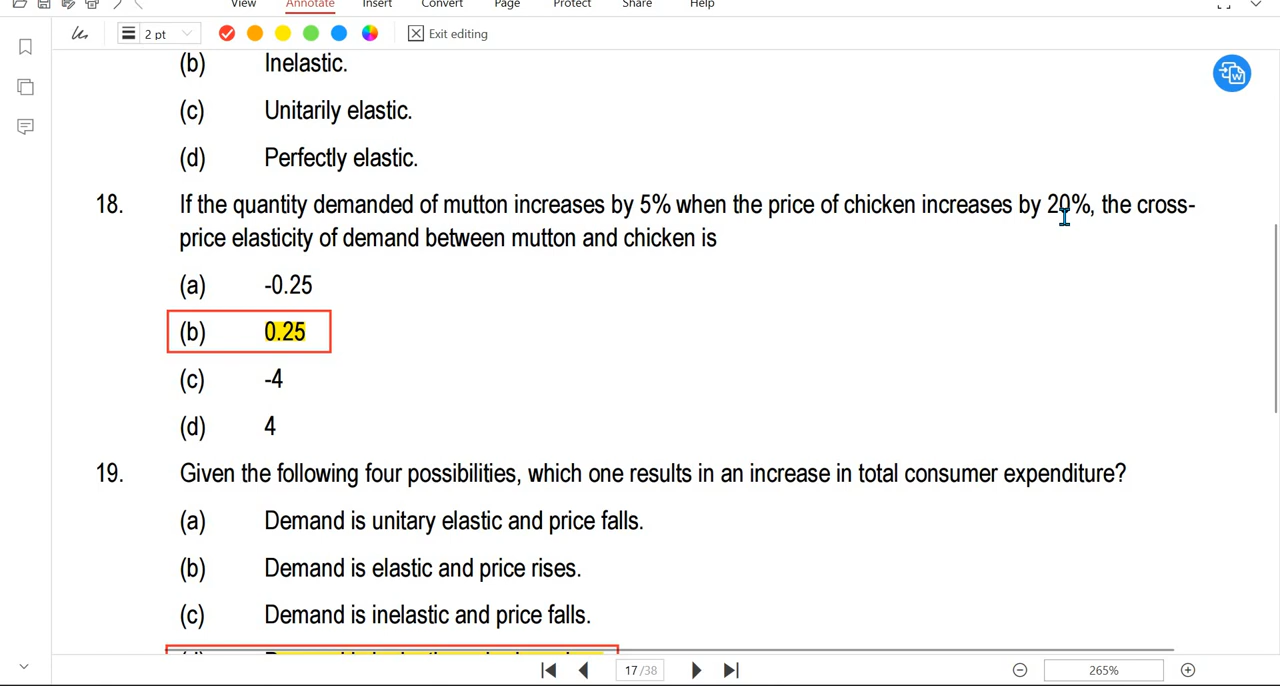 View Annotate Insert Convert Page Protect Share Help
2 pt Exit editing
(b) Inelastic.
(c) Unitarily elastic.
(d) Perfectly elastic.
18. If the quantity demanded of mutton increases by 5% when the price of chicken increases by 20%, the cross-
price elasticity of demand between mutton and chicken is
(a) -0.25
(b) 0.25
(c) -4
(d) 4
19. Given the following four possibilities, which one results in an increase in total consumer expenditure?
(a) Demand is unitary elastic and price falls.
(b) Demand is elastic and price rises.
(c) Demand is inelastic and price falls.
17 /38 265%